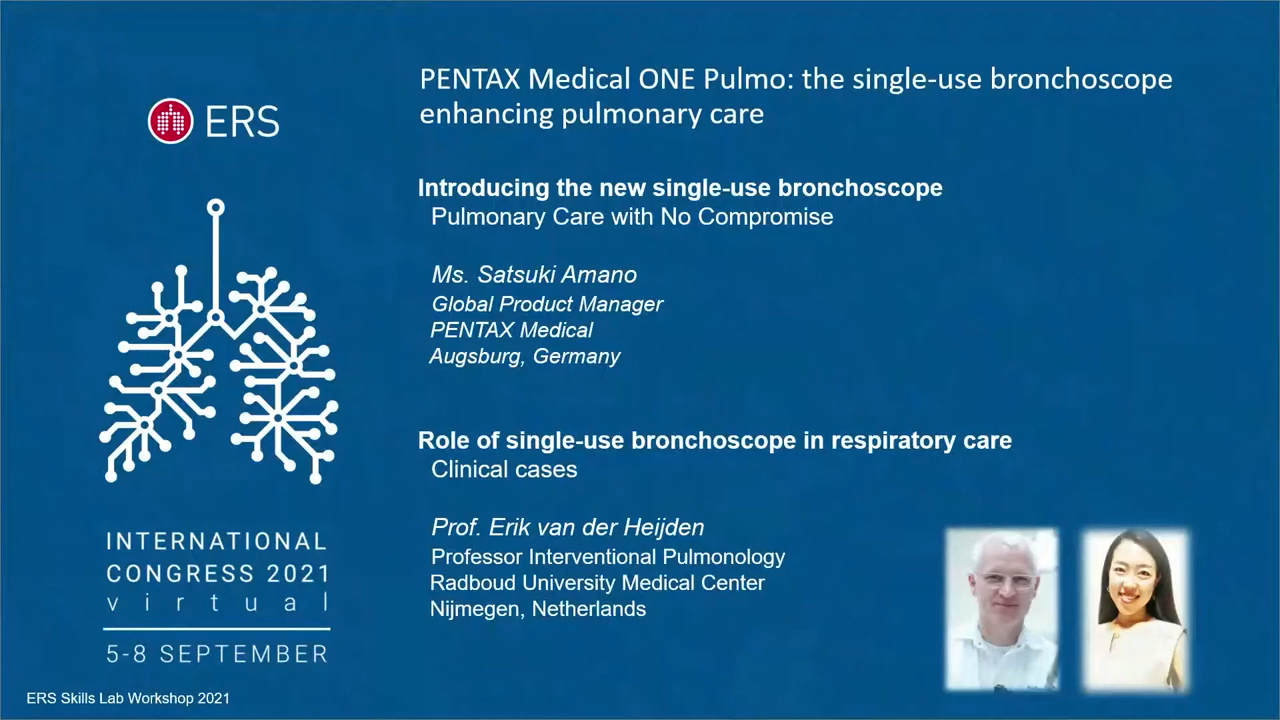 ERS
INTERNATIONAL
CONGRESS 2021
virtual
5-8 SEPTEMBER
ERS Skills Lab Workshop 2021
PENTAX Medical ONE Pulmo: the single-use bronchoscope
enhancing pulmonary care
Introducing the new single-use bronchoscope
Pulmonary Care with No Compromise
Ms. Satsuki Amano
Global Product Manager
PENTAX Medical
Augsburg, Germany
Role of single-use bronchoscope in respiratory care
Clinical cases
Prof. Erik van der Heijden
Professor Interventional Pulmonology
Radboud University Medical Center
Nijmegen, Netherlands